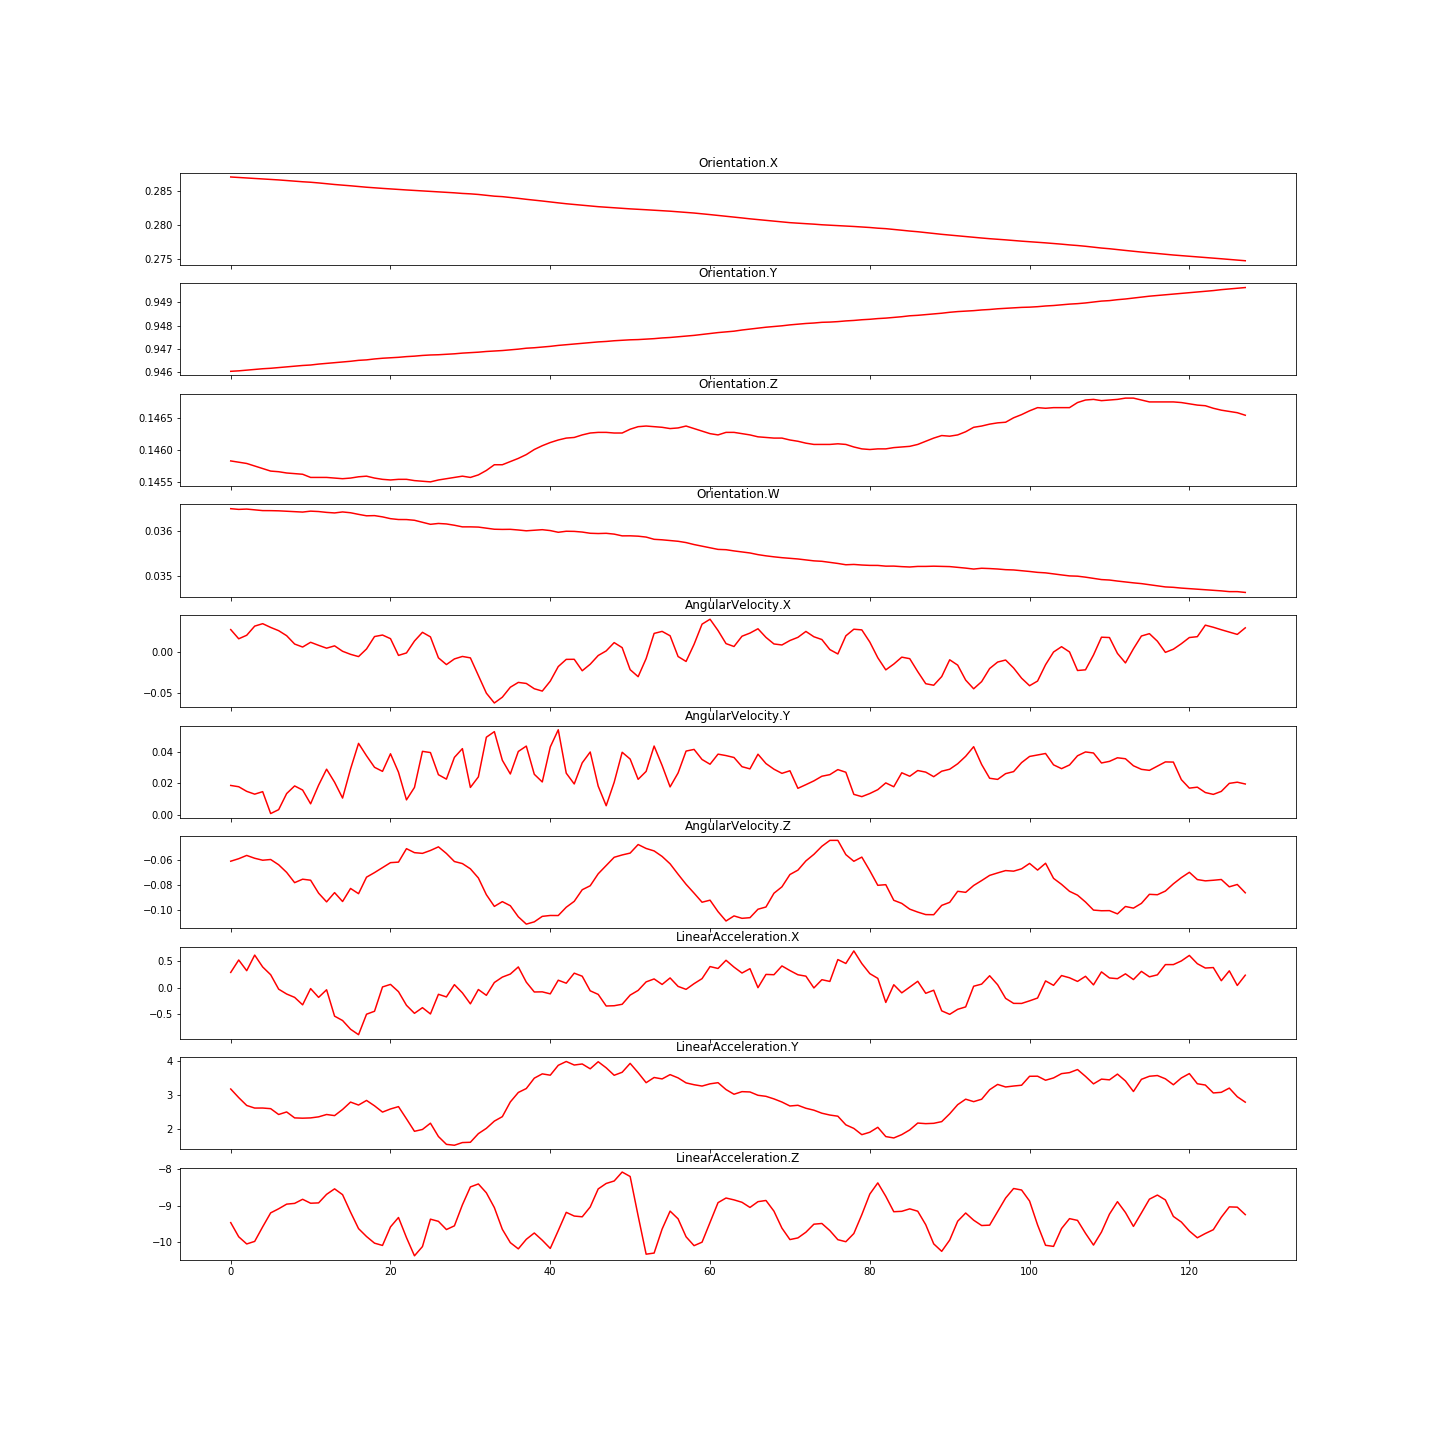 Orientation.X
0.285
0.280
0.275
Orientation.Y
0.949
0.948
0.947
0.946
Orientation.Z
0.1465
0.1460
0.1455
Orientation.W
0.036
0.035
AngularVelocity.X
0.00
−0.05
AngularVelocity.Y
0.04
0.02
0.00
AngularVelocity.Z
−0.06
−0.08
−0.10
LinearAcceleration.X
0.5
0.0
−0.5
LinearAcceleration.Y
4
3
2
LinearAcceleration.Z
−8
−9
−10
0 20 40 60 80 100 120